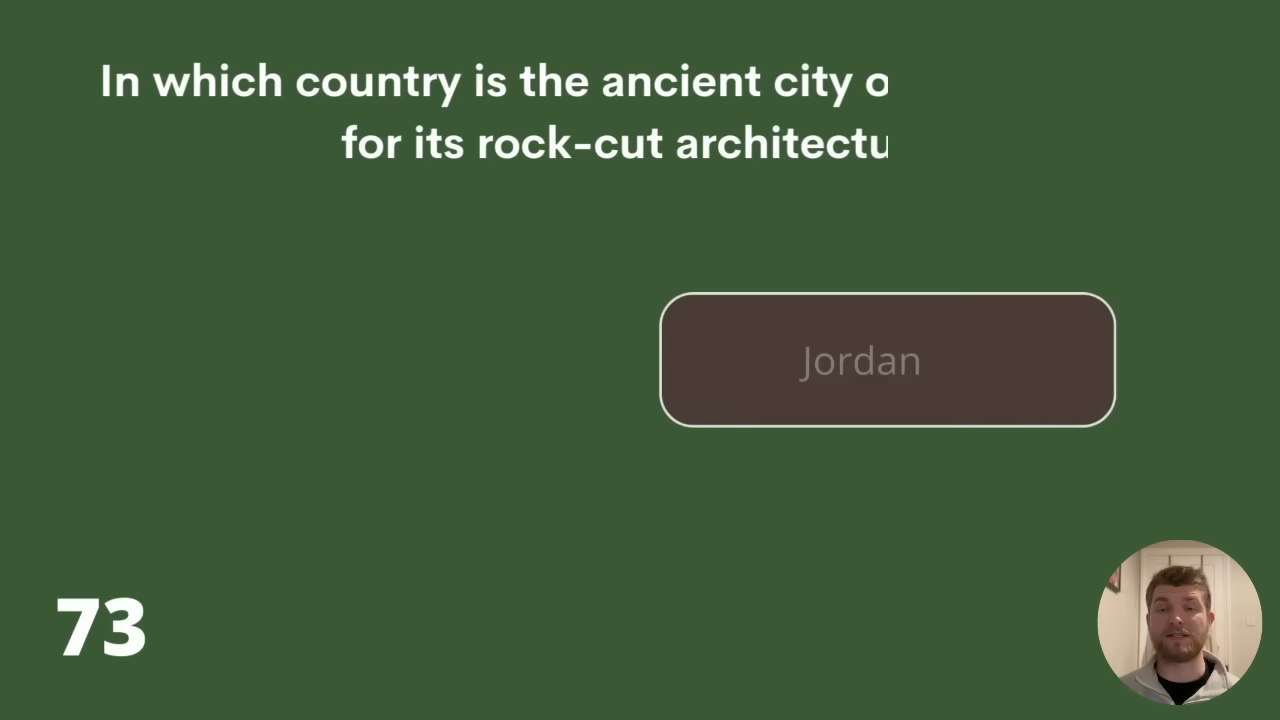 In which country is the ancient city o
for its rock-cut architectu
Jordan
73